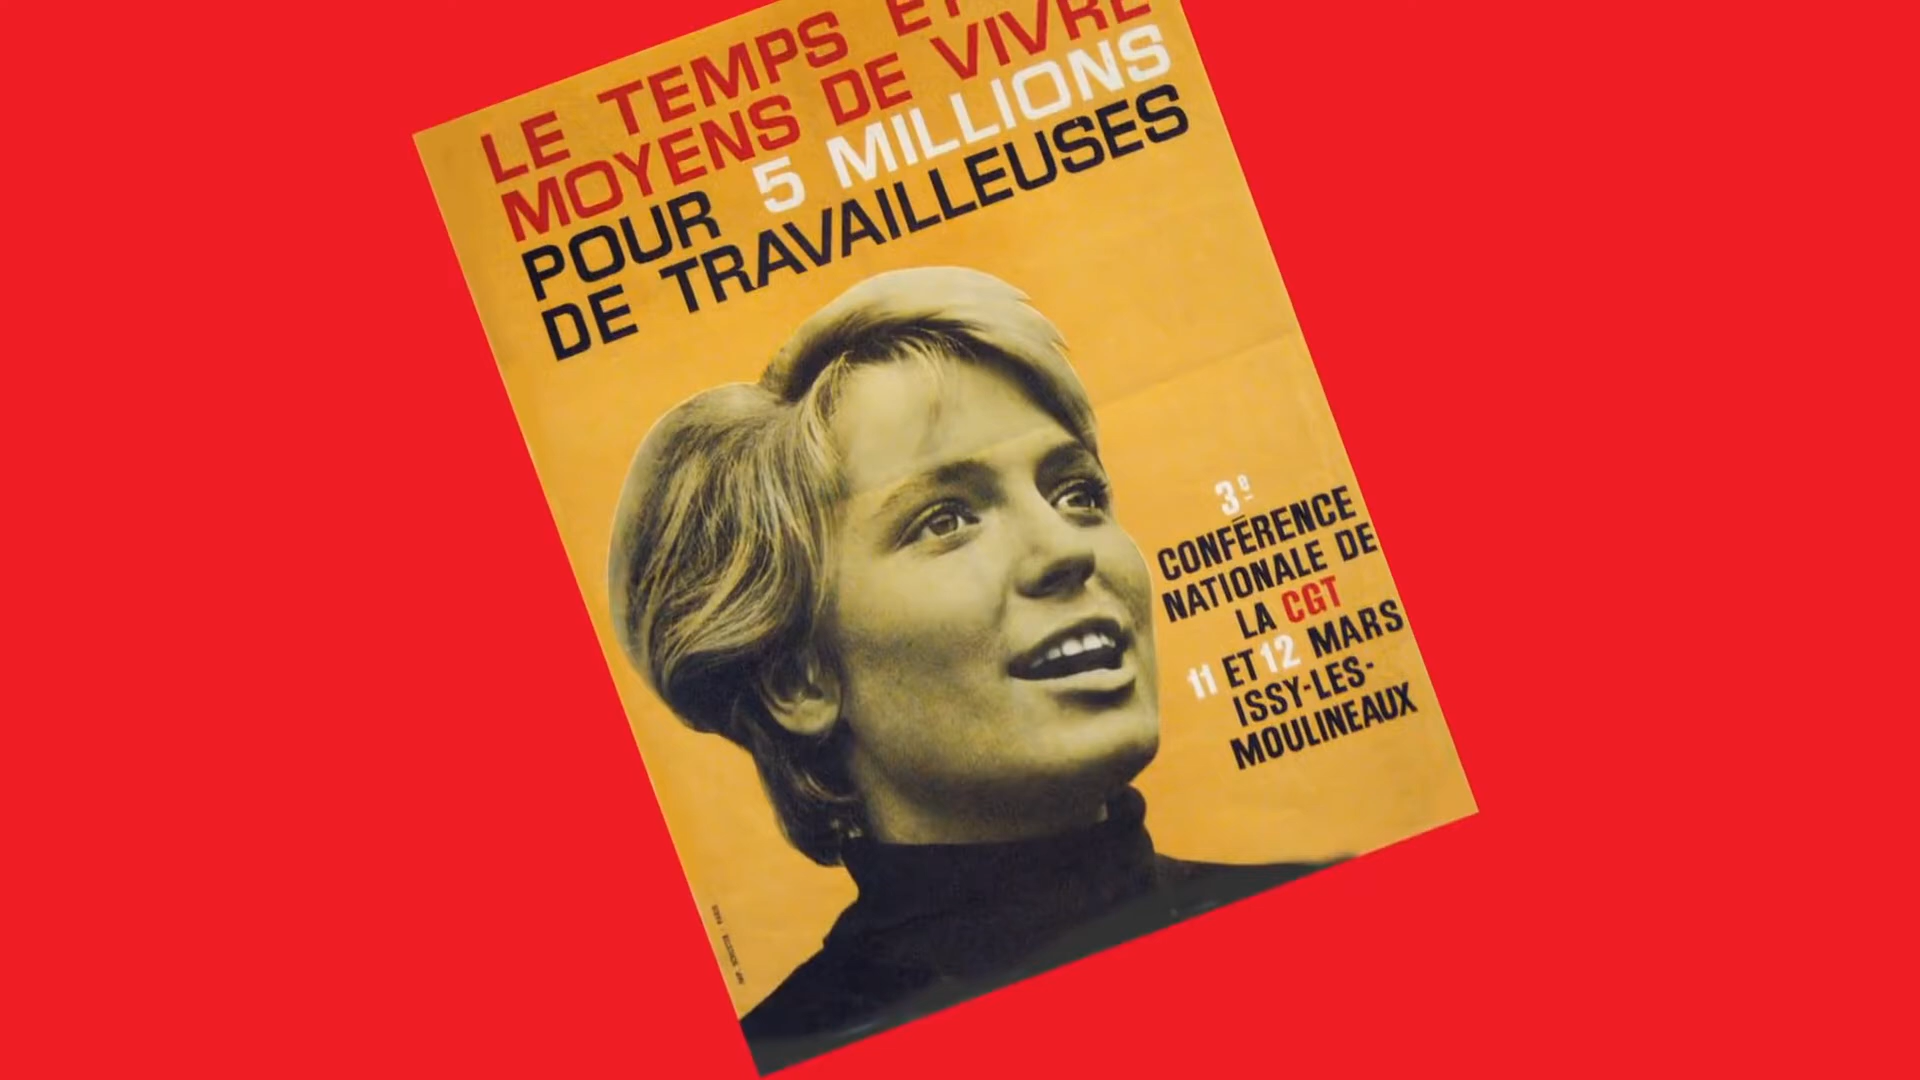 LE TEMPS ET
MOYENS DE VIVRE
POUR 5 MILLIONS
DE TRAVAILLEUSES
3e
CONFÉRENCE
NATIONALE DE
LA CGT
11 ET 12 MARS
ISSY-LES-
MOULINEAUX